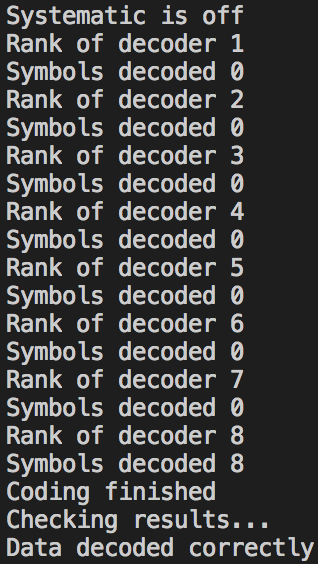 Systematic is off
Rank of decoder 1
Symbols decoded 0
Rank of decoder 2
Symbols decoded 0
Rank of decoder 3
Symbols decoded 0
Rank of decoder 4
Symbols decoded 0
Rank of decoder 5
Symbols decoded 0
Rank of decoder 6
Symbols decoded 0
Rank of decoder 7
Symbols decoded 0
Rank of decoder 8
Symbols decoded 8
Coding finished
Checking results...
Data decoded correctly